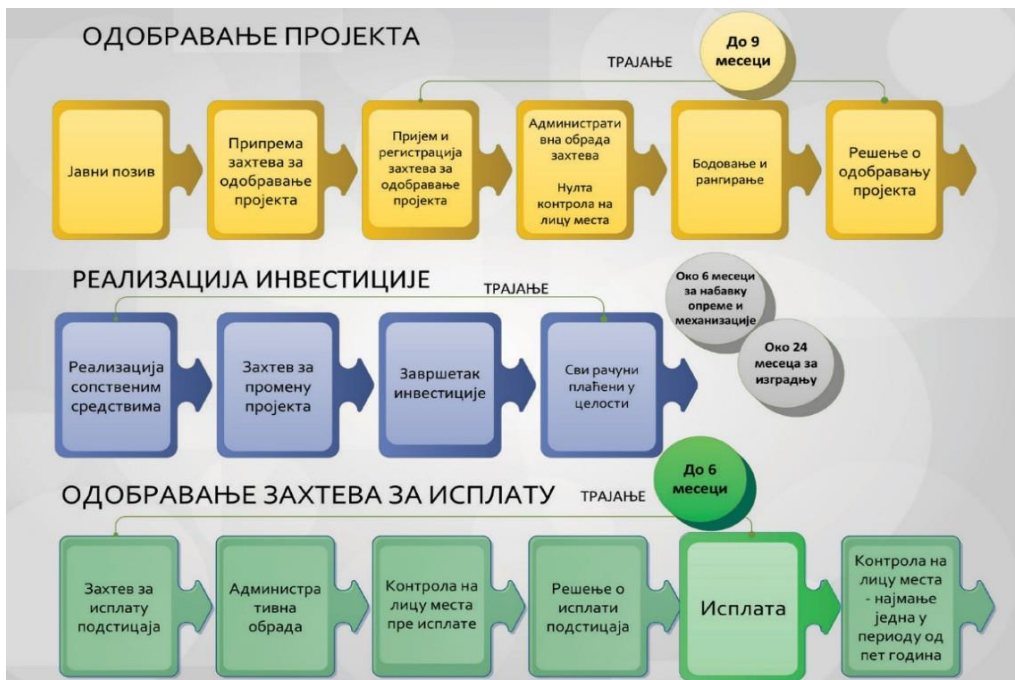 ОДОБРАВАЊЕ ПРОЈЕКТА
ТРАЈАЊЕ
До 9
месеци
Јавни позив
Припрема
захтева за
одобравање
пројекта
Пријем и
регистрација
захтева за
одобравање
пројекта
Администрати
вна обрада
захтева
Нулта
контрола на
лицу места
Бодовање и
рангирање
Решење о
одобравању
пројекта
РЕАЛИЗАЦИЈА ИНВЕСТИЦИЈЕ
ТРАЈАЊЕ
Око 6 месеци
за набавку
опреме и
механизације
Око 24
месеца за
изградњу
Реализација
сопственим
средствима
Захтев за
промену
пројекта
Завршетак
инвестиције
Сви рачуни
плаћени у
целости
ОДОБРАВАЊЕ ЗАХТЕВА ЗА ИСПЛАТУ
ТРАЈАЊЕ
До 6
месеци
Захтев за
исплату
подстицаја
Администра
тивна
обрада
Контрола на
лицу места
пре исплате
Решење о
исплати
подстицаја
Исплата
Контрола на
лицу места
- најмање
једна у
периоду од
пет година